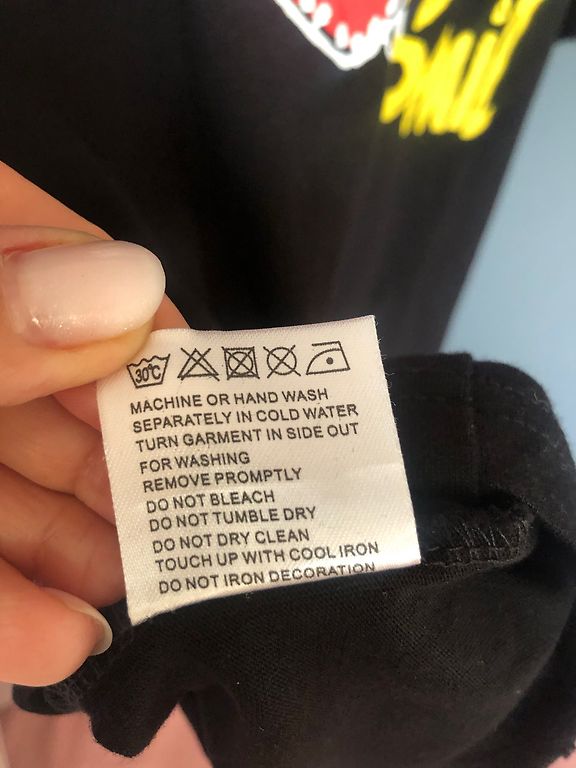 30°C
MACHINE OR HAND WASH
SEPARATELY IN COLD WATER
TURN GARMENT IN SIDE OUT
FOR WASHING
REMOVE PROMPTLY
DO NOT BLEACH
DO NOT TUMBLE DRY
DO NOT DRY CLEAN
TOUCH UP WITH COOL IRON
DO NOT IRON DECORATION